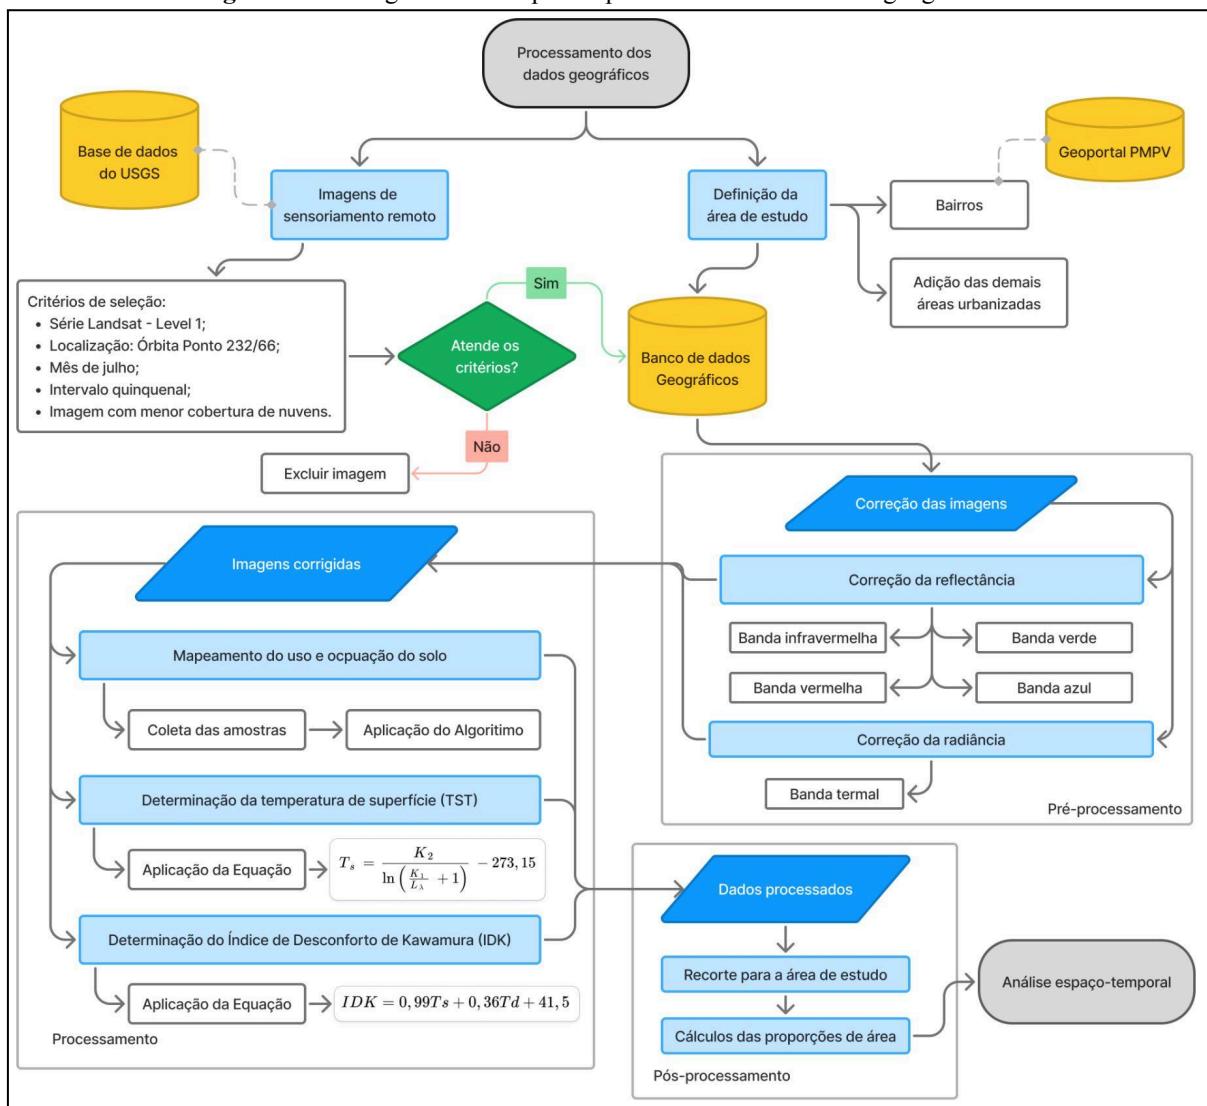 Processamento dos
dados geográficos
Base de dados
do USGS
Geoportal PMPV
Imagens de
sensoriamento remoto
Definição da
área de estudo
Bairros
Adição das demais
áreas urbanizadas
Critérios de seleção:
• Série Landsat - Level 1;
• Localização: Órbita Ponto 232/66;
• Mês de julho;
• Intervalo quinquenal;
• Imagem com menor cobertura de nuvens.
Sim
Atende os
critérios?
Banco de dados
Geográficos
Não
Excluir imagem
Correção das imagens
Correção da reflectância
Banda infravermelha
Banda verde
Banda vermelha
Banda azul
Correção da radiância
Banda termal
Pré-processamento
Imagens corrigidas
Mapeamento do uso e ocpuação do solo
Coleta das amostras
Aplicação do Algoritimo
Determinação da temperatura de superfície (TST)
Aplicação da Equação
T_s = K_2 / ln(K_1 / L_λ + 1) - 273,15
Determinação do Índice de Desconforto de Kawamura (IDK)
Aplicação da Equação
IDK = 0,99Ts + 0,36Td + 41,5
Processamento
Dados processados
Recorte para a área de estudo
Cálculos das proporções de área
Pós-processamento
Análise espaço-temporal